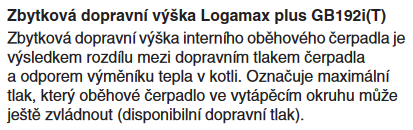 Zbytková dopravní výška Logamax plus GB192i(T)
Zbytková dopravní výška interního oběhového čerpadla je
výsledkem rozdílu mezi dopravním tlakem čerpadla
a odporem výměníku tepla v kotli. Označuje maximální
tlak, který oběhové čerpadlo ve vytápěcím okruhu může
ještě zvládnout (disponibilní dopravní tlak).